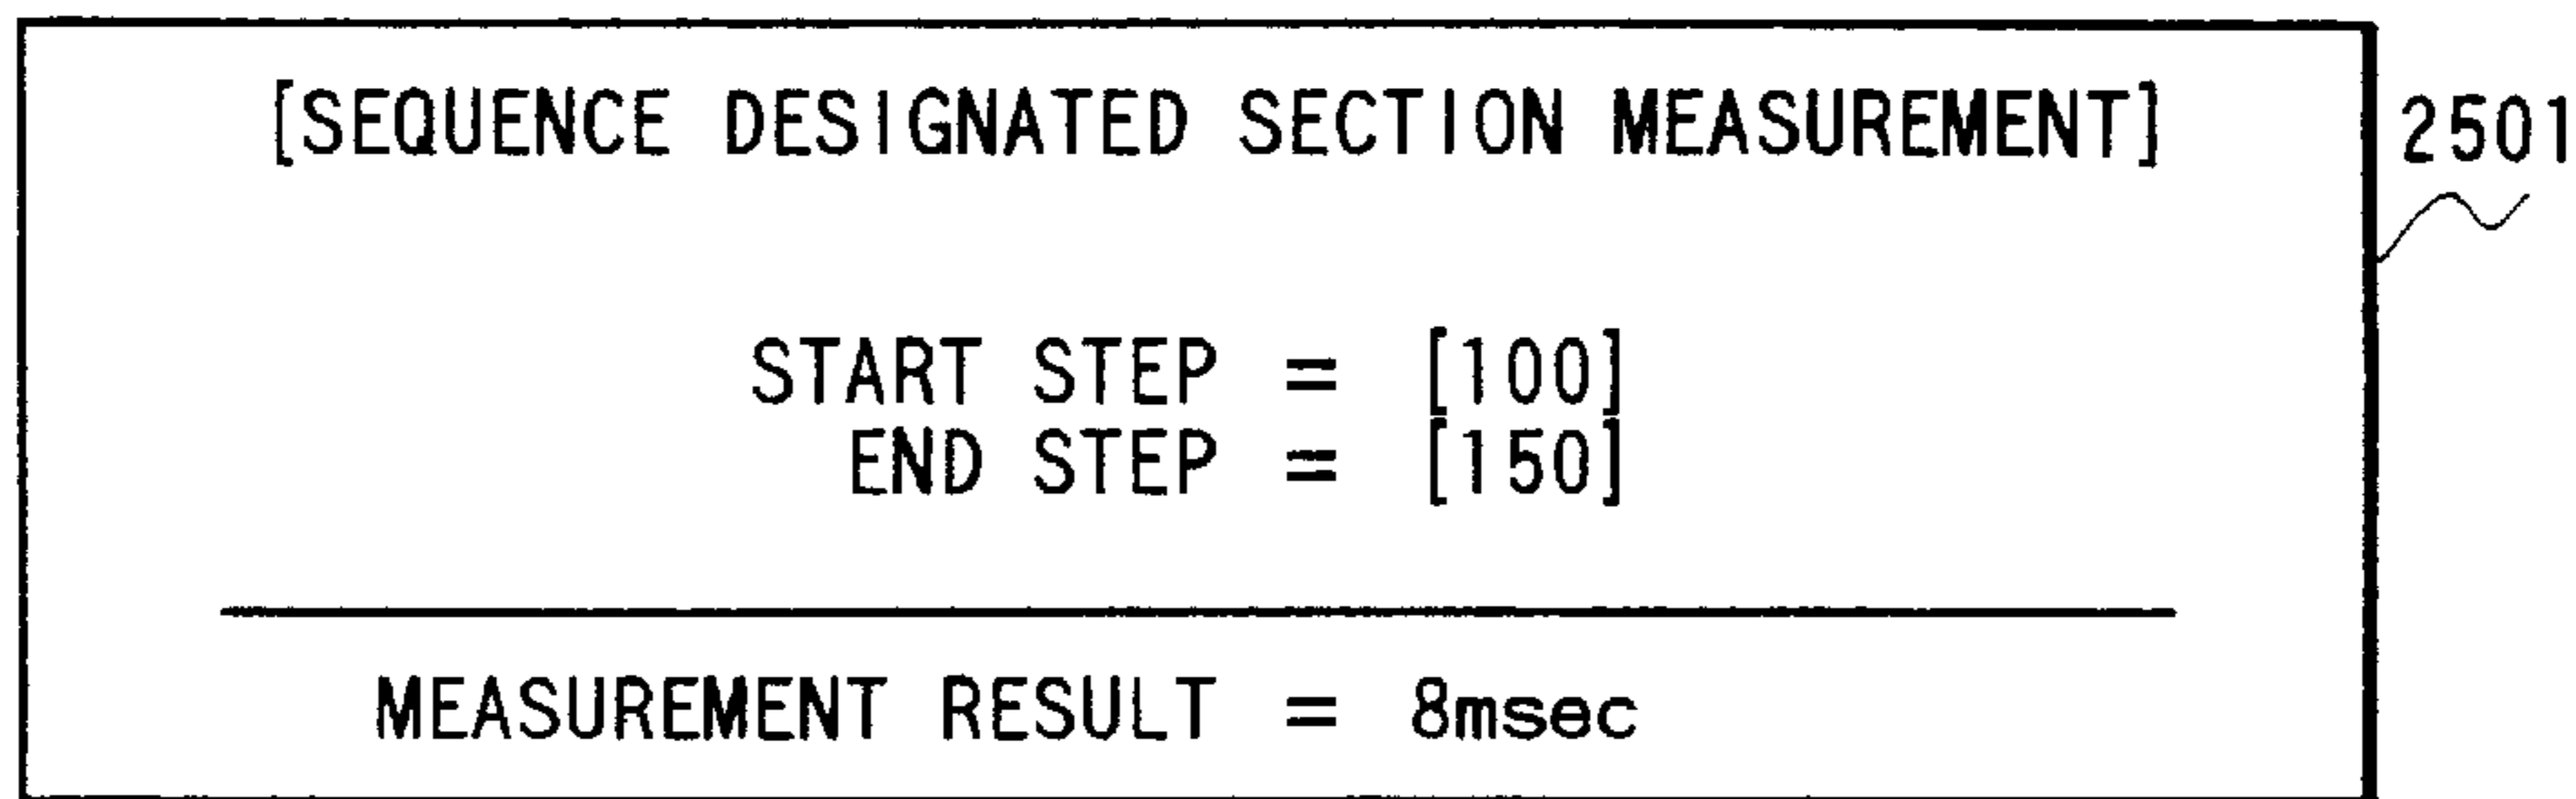 [SEQUENCE DESIGNATED SECTION MEASUREMENT]
2501
START STEP = [100]
END STEP = [150]
MEASUREMENT RESULT = 8msec